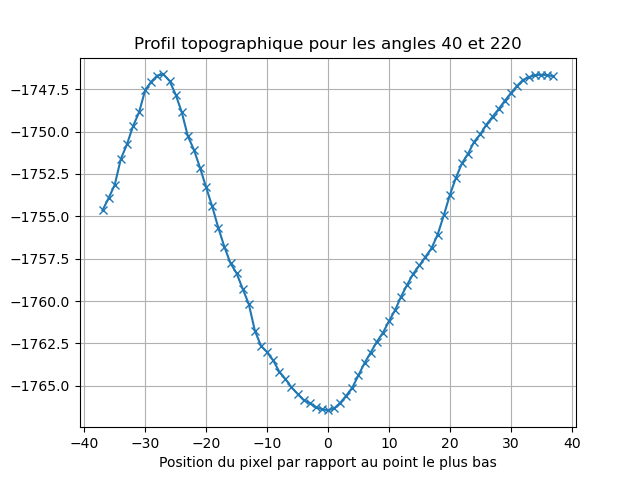 Profil topographique pour les angles 40 et 220
−1747.5
−1750.0
−1752.5
−1755.0
−1757.5
−1760.0
−1762.5
−1765.0
−40 −30 −20 −10 0 10 20 30 40
Position du pixel par rapport au point le plus bas